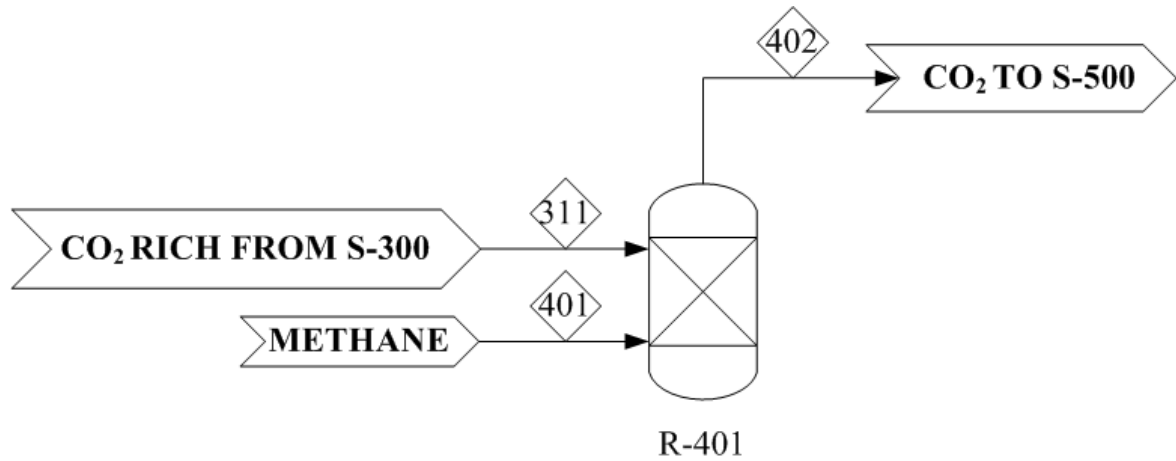 402
CO₂ TO S-500
311
CO₂ RICH FROM S-300
401
METHANE
R-401